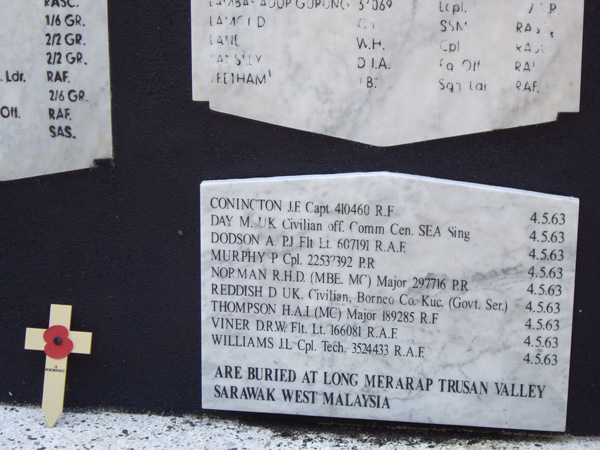 RASC.
1/6 GR.
2/2 GR.
2/2 GR.
Ldr. RAF.
2/6 GR.
Off. RAF.
SAS.
GURUNG
W.H. Cpl
SSM
CONINCTON J.F. Capt. 410460 R.F 4.5.63
DAY M. UK Civilian off. Comm Cen. SEA Sing 4.5.63
DODSON A. P.J Flt Lt. 607191 R.A.F. 4.5.63
MURPHY P Cpl. 22537392 P.R 4.5.63
NORMAN R.H.D. (MBE. MC) Major 297716 P.R 4.5.63
REDDISH D UK. Civilian, Borneo Co. Kuc. (Govt. Ser.) 4.5.63
THOMPSON H.A.I.(MC) Major 189285 R.F 4.5.63
VINER D.R.W. Flt. Lt. 166081 R.A.F. 4.5.63
WILLIAMS J.L Cpl. Tech. 3524433 R.A.F. 4.5.63
ARE BURIED AT LONG MERARAP TRUSAN VALLEY
SARAWAK WEST MALAYSIA